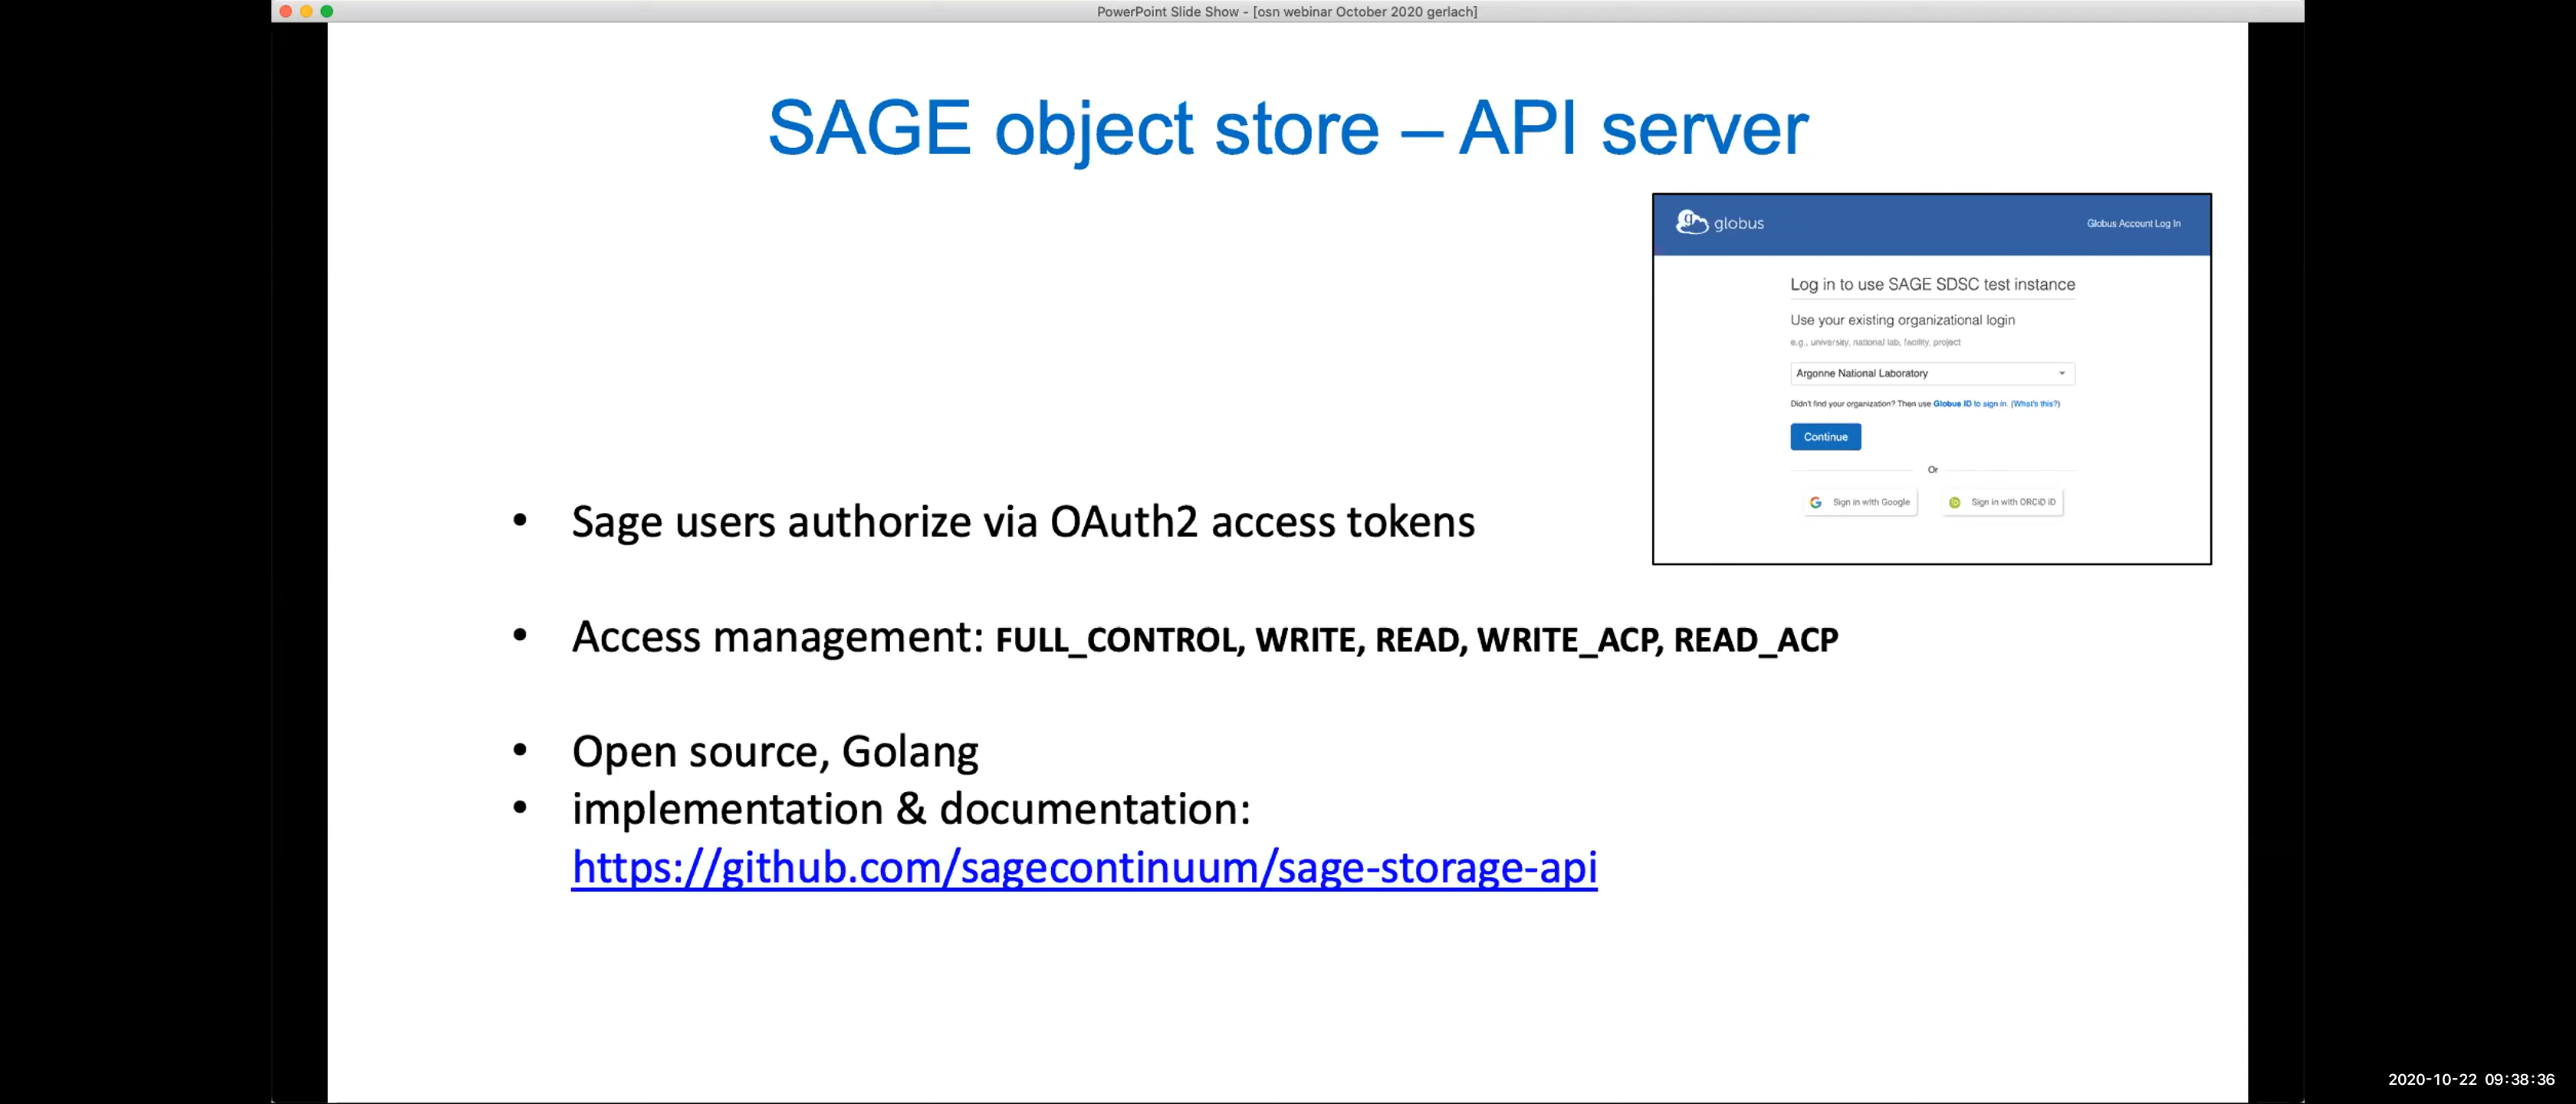 PowerPoint Slide Show - [osn webinar October 2020 gerlach]
SAGE object store – API server
globus
Globus Account Log In
Log in to use SAGE SDSC test instance
Use your existing organizational login
e.g., university, national lab, facility, project
Argonne National Laboratory
Didn't find your organization? Then use Globus ID to sign in. (What's this?)
Continue
Or
Sign in with Google
Sign in with ORCiD iD
• Sage users authorize via OAuth2 access tokens
• Access management: FULL_CONTROL, WRITE, READ, WRITE_ACP, READ_ACP
• Open source, Golang
• implementation & documentation:
https://github.com/sagecontinuum/sage-storage-api
2020-10-22 09:38:36